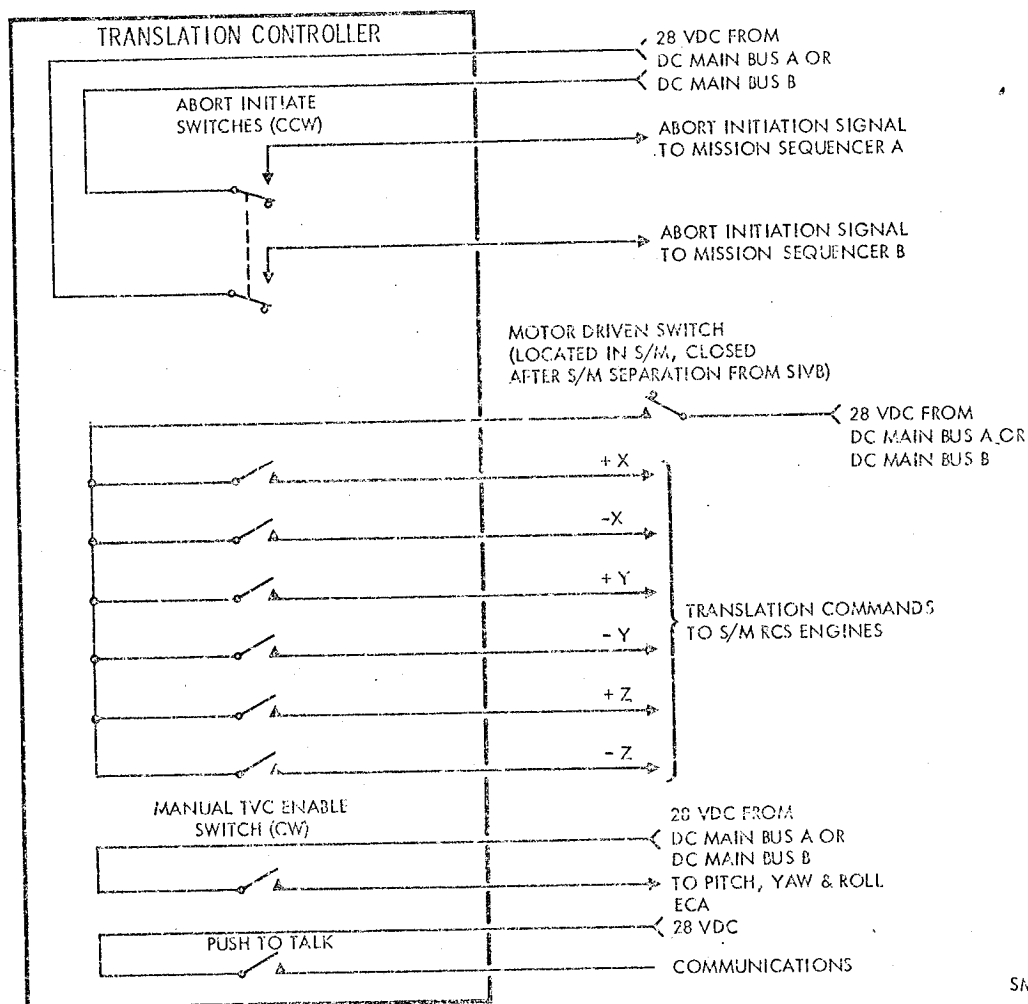 TRANSLATION CONTROLLER
28 VDC FROM
DC MAIN BUS A OR
DC MAIN BUS B
ABORT INITIATE
SWITCHES (CCW)
ABORT INITIATION SIGNAL
TO MISSION SEQUENCER A
ABORT INITIATION SIGNAL
TO MISSION SEQUENCER B
MOTOR DRIVEN SWITCH
(LOCATED IN S/M, CLOSED
AFTER S/M SEPARATION FROM SIVB)
28 VDC FROM
DC MAIN BUS A OR
DC MAIN BUS B
+ X
-X
+ Y
- Y
+ Z
- Z
TRANSLATION COMMANDS
TO S/M RCS ENGINES
MANUAL TVC ENABLE
SWITCH (CW)
28 VDC FROM
DC MAIN BUS A OR
DC MAIN BUS B
TO PITCH, YAW & ROLL
ECA
28 VDC
PUSH TO TALK
COMMUNICATIONS